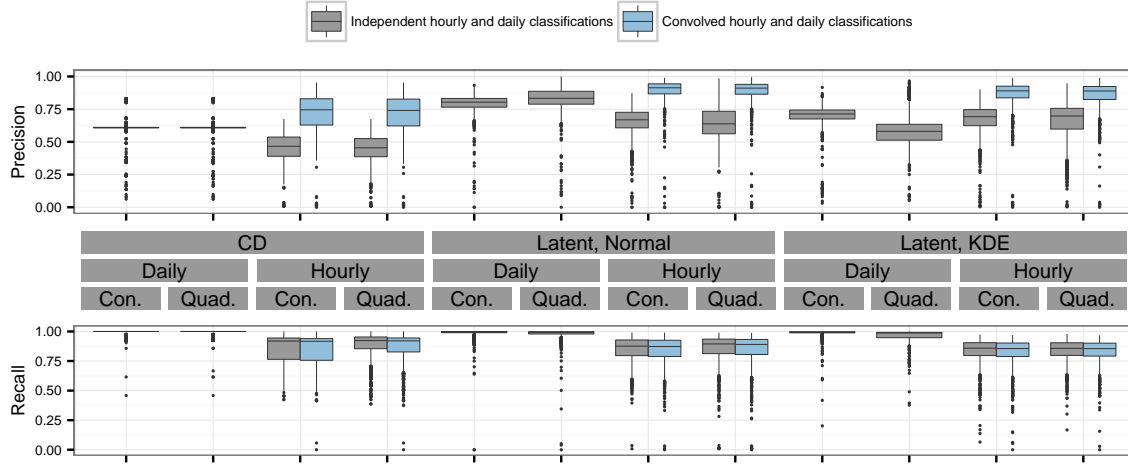 Independent hourly and daily classifications Convolved hourly and daily classifications
1.00
0.75
0.50
0.25
0.00
Precision
CD Latent, Normal Latent, KDE
Daily Hourly Daily Hourly Daily Hourly
Con. Quad. Con. Quad. Con. Quad. Con. Quad. Con. Quad. Con. Quad.
1.00
0.75
0.50
0.25
0.00
Recall